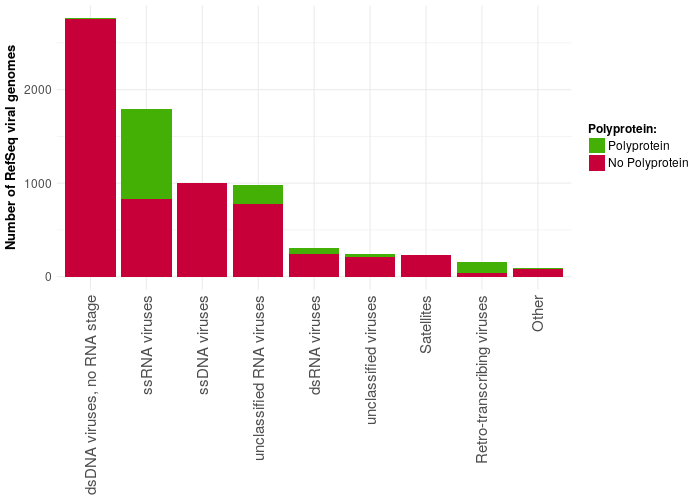 Number of RefSeq viral genomes
2000
1000
0
dsDNA viruses, no RNA stage
ssRNA viruses
ssDNA viruses
unclassified RNA viruses
dsRNA viruses
unclassified viruses
Satellites
Retro-transcribing viruses
Other
Polyprotein:
Polyprotein
No Polyprotein